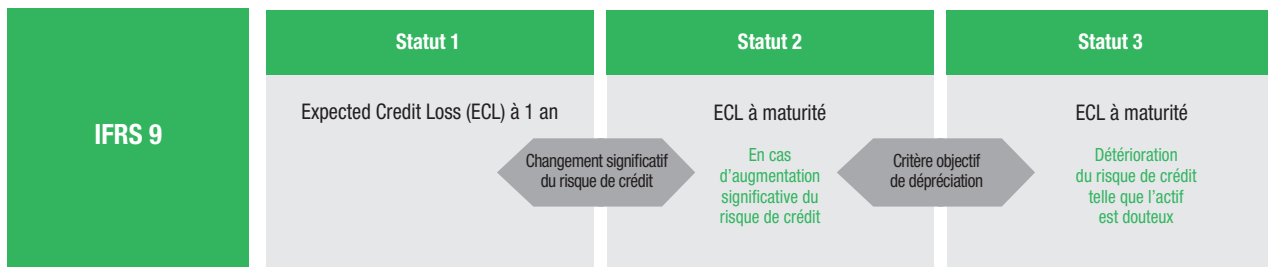 IFRS 9
Statut 1
Expected Credit Loss (ECL) à 1 an
Changement significatif
du risque de crédit
Statut 2
ECL à maturité
En cas
d'augmentation
significative du
risque de crédit
Critère objectif
de dépréciation
Statut 3
ECL à maturité
Détérioration
du risque de crédit
telle que l'actif
est douteux